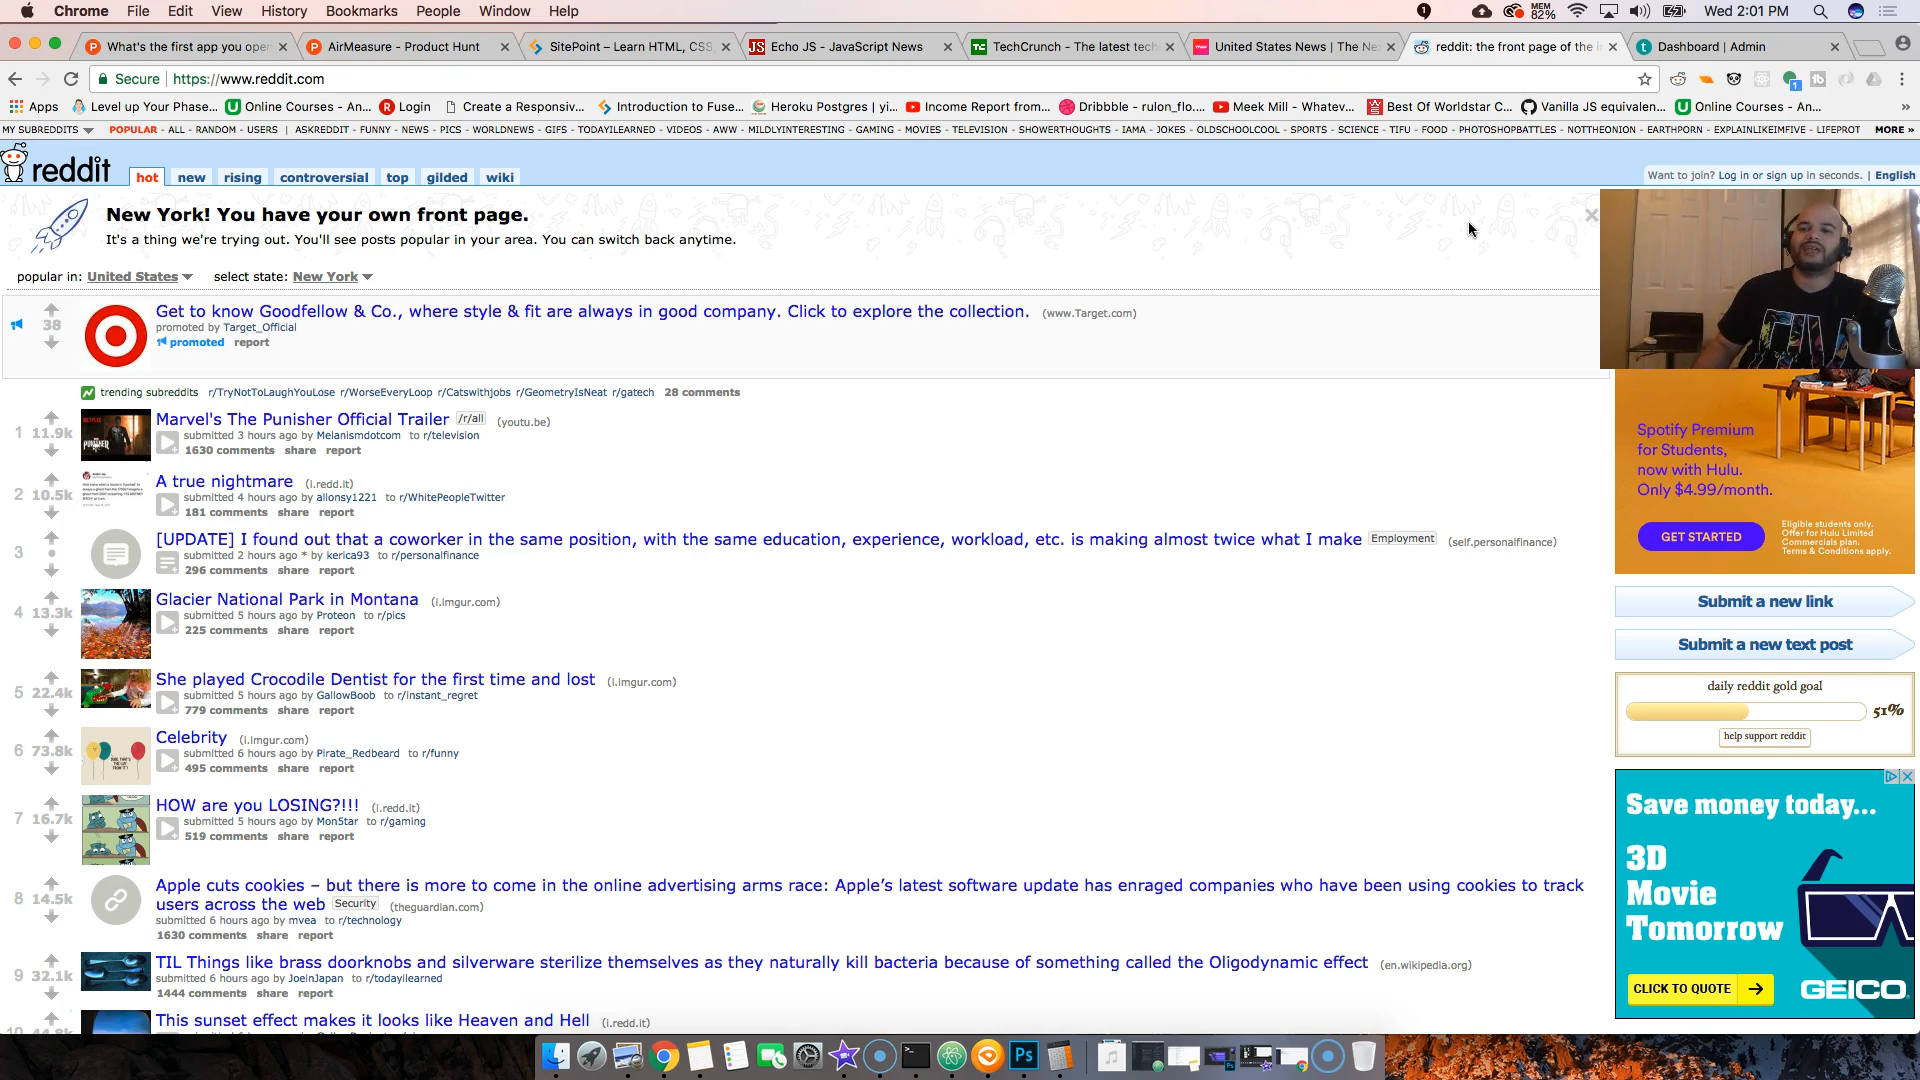 Chrome File Edit View History Bookmarks People Window Help
1 MEM 82% Wed 2:01 PM
What's the first app you open
AirMeasure - Product Hunt
SitePoint – Learn HTML, CSS,
Echo JS - JavaScript News
TechCrunch - The latest tech
United States News | The Ne
reddit: the front page of the i
Dashboard | Admin
Secure https://www.reddit.com
Apps Level up Your Phase... Online Courses - An... Login Create a Responsiv... Introduction to Fuse... Heroku Postgres | yi... Income Report from... Dribbble - rulon_flo.... Meek Mill - Whatev... Best Of Worldstar C... Vanilla JS equivalen... Online Courses - An... »
MY SUBREDDITS POPULAR - ALL - RANDOM - USERS | ASKREDDIT - FUNNY - NEWS - PICS - WORLDNEWS - GIFS - TODAYILEARNED - VIDEOS - AWW - MILDLYINTERESTING - GAMING - MOVIES - TELEVISION - SHOWERTHOUGHTS - IAMA - JOKES - OLDSCHOOLCOOL - SPORTS - SCIENCE - TIFU - FOOD - PHOTOSHOPBATTLES - NOTTHEONION - EARTHPORN - EXPLAINLIKEIMFIVE - LIFEPROT MORE »
reddit hot new rising controversial top gilded wiki
Want to join? Log in or sign up in seconds. | English
New York! You have your own front page.
It's a thing we're trying out. You'll see posts popular in your area. You can switch back anytime.
popular in: United States select state: New York
38
Get to know Goodfellow & Co., where style & fit are always in good company. Click to explore the collection. (www.Target.com)
promoted by Target_Official
promoted report
trending subreddits r/TryNotToLaughYouLose r/WorseEveryLoop r/Catswithjobs r/GeometryIsNeat r/gatech 28 comments
1 11.9k
Marvel's The Punisher Official Trailer /r/all (youtu.be)
submitted 3 hours ago by Melanismdotcom to r/television
1630 comments share report
2 10.5k
A true nightmare (i.redd.it)
submitted 4 hours ago by allonsy1221 to r/WhitePeopleTwitter
181 comments share report
3 •
[UPDATE] I found out that a coworker in the same position, with the same education, experience, workload, etc. is making almost twice what I make Employment (self.personalfinance)
submitted 2 hours ago * by kerica93 to r/personalfinance
296 comments share report
4 13.3k
Glacier National Park in Montana (i.imgur.com)
submitted 5 hours ago by Proteon to r/pics
225 comments share report
5 22.4k
She played Crocodile Dentist for the first time and lost (i.imgur.com)
submitted 5 hours ago by GallowBoob to r/instant_regret
779 comments share report
6 73.8k
Celebrity (i.imgur.com)
submitted 6 hours ago by Pirate_Redbeard to r/funny
495 comments share report
7 16.7k
HOW are you LOSING?!!! (i.redd.it)
submitted 5 hours ago by Mon5tar to r/gaming
519 comments share report
8 14.5k
Apple cuts cookies – but there is more to come in the online advertising arms race: Apple’s latest software update has enraged companies who have been using cookies to track
users across the web Security (theguardian.com)
submitted 6 hours ago by mvea to r/technology
1630 comments share report
9 32.1k
TIL Things like brass doorknobs and silverware sterilize themselves as they naturally kill bacteria because of something called the Oligodynamic effect (en.wikipedia.org)
submitted 6 hours ago by JoeinJapan to r/todayilearned
1444 comments share report
This sunset effect makes it looks like Heaven and Hell (i.redd.it)
Spotify Premium
for Students,
now with Hulu.
Only $4.99/month.
GET STARTED
Eligible students only.
Offer for Hulu Limited
Commercials plan.
Terms & Conditions apply.
Submit a new link
Submit a new text post
daily reddit gold goal
51%
help support reddit
Save money today...
3D
Movie
Tomorrow
CLICK TO QUOTE
GEICO
Ps